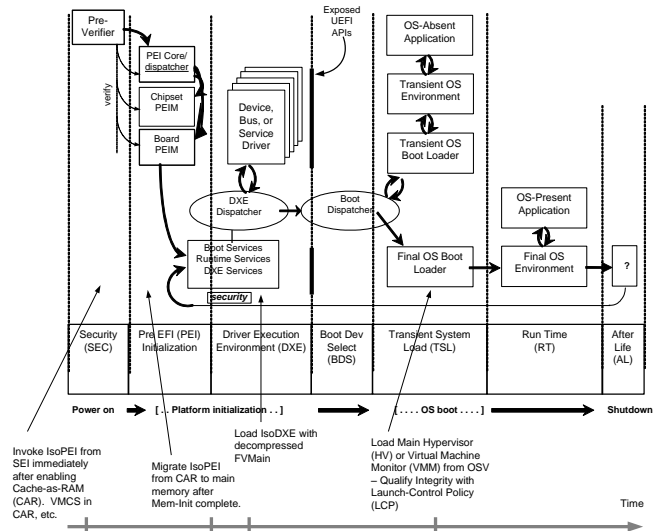 Pre-
Verifier
verify
PEI Core/
dispatcher
Chipset
PEIM
Board
PEIM
Device,
Bus, or
Service
Driver
Exposed
UEFI
APIs
OS-Absent
Application
Transient OS
Environment
Transient OS
Boot Loader
DXE
Dispatcher
Boot
Dispatcher
OS-Present
Application
Boot Services
Runtime Services
DXE Services
security
Final OS Boot
Loader
Final OS
Environment
?
Security
(SEC)
Pre EFI (PEI)
Initialization
Driver Execution
Environment (DXE)
Boot Dev
Select
(BDS)
Transient System
Load (TSL)
Run Time
(RT)
After
Life
(AL)
Power on
[ . . Platform initialization . . ]
[ . . . . OS boot . . . . ]
Shutdown
Invoke IsoPEI from
SEI immediately
after enabling
Cache-as-RAM
(CAR). VMCS in
CAR, etc.
Migrate IsoPEI
from CAR to main
memory after
Mem-Init complete.
Load IsoDXE with
decompressed
FVMain
Load Main Hypervisor
(HV) or Virtual Machine
Monitor (VMM) from OSV
– Qualify Integrity with
Launch-Control Policy
(LCP)
Time